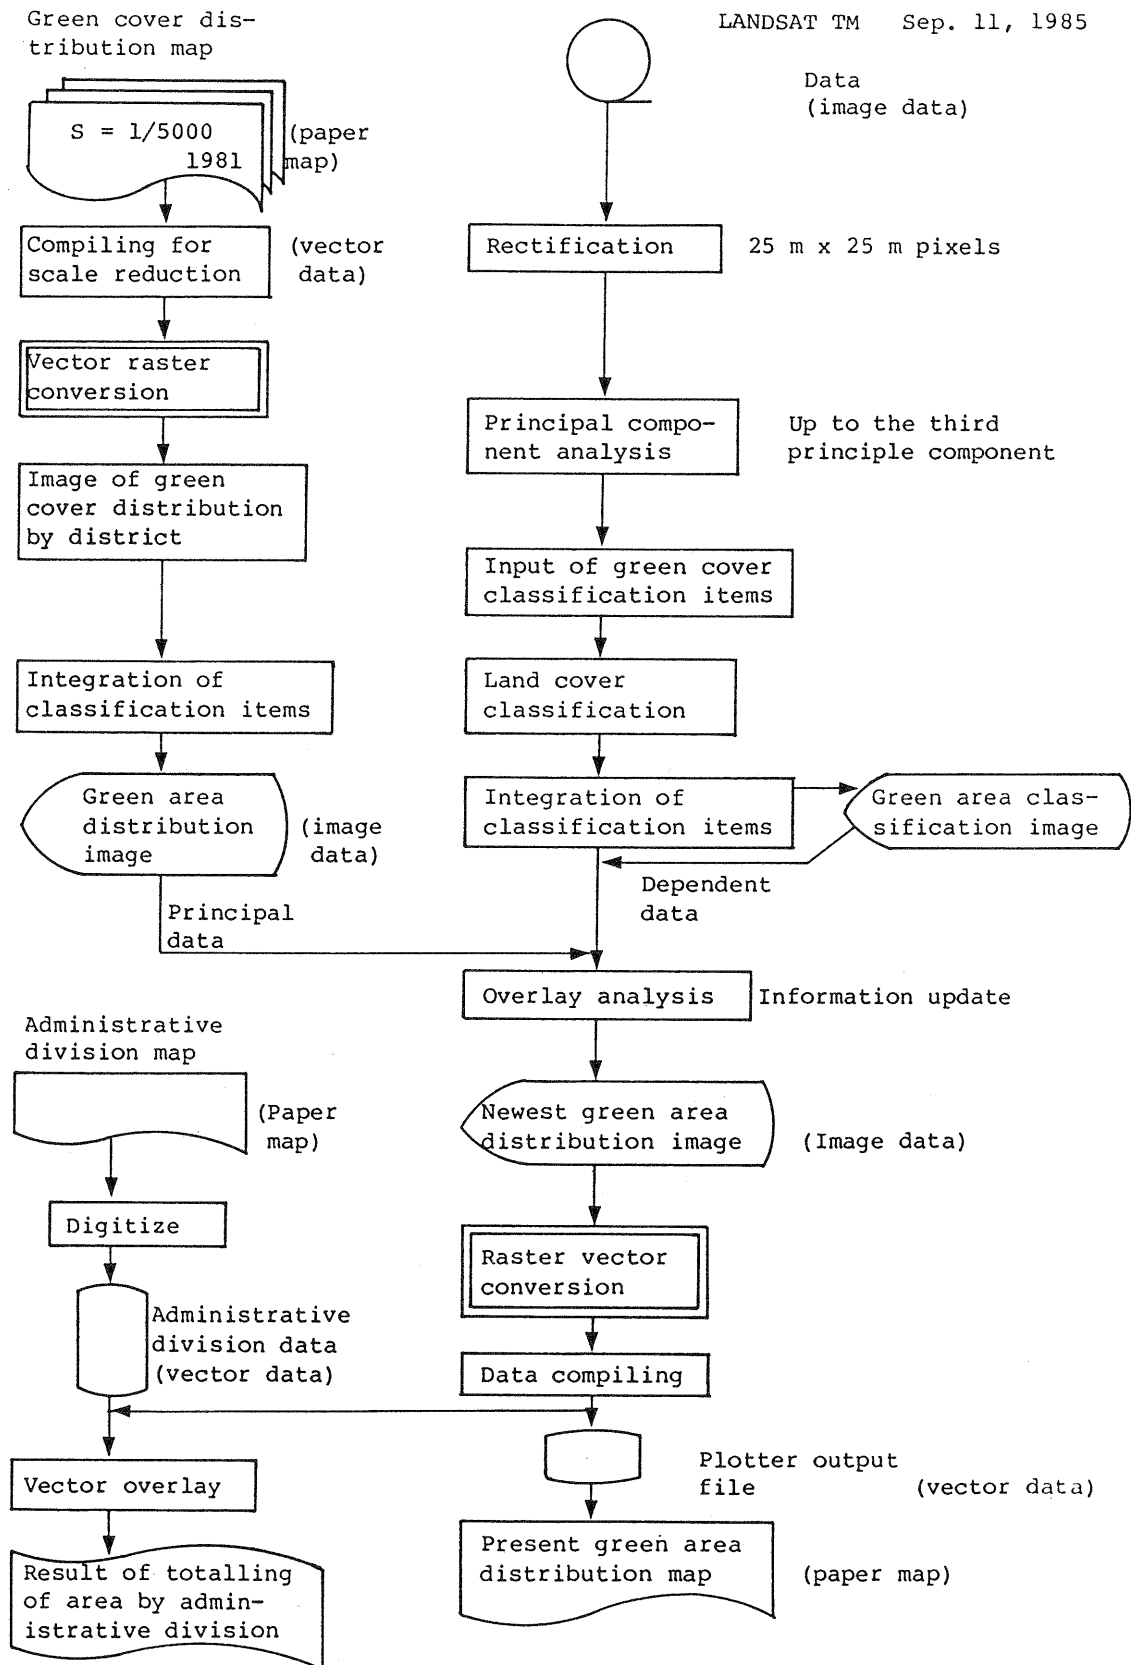 Green cover dis-
tribution map
LANDSAT TM Sep. 11, 1985
Data
(image data)
S = 1/5000
1981
(paper
map)
Compiling for
scale reduction
(vector
data)
Rectification
25 m x 25 m pixels
Vector raster
conversion
Principal compo-
nent analysis
Up to the third
principle component
Image of green
cover distribution
by district
Input of green cover
classification items
Integration of
classification items
Land cover
classification
Green area
distribution
image
(image
data)
Integration of
classification items
Green area clas-
sification image
Dependent
data
Principal
data
Overlay analysis
Information update
Administrative
division map
(Paper
map)
Newest green area
distribution image
(Image data)
Digitize
Raster vector
conversion
Administrative
division data
(vector data)
Data compiling
Vector overlay
Plotter output
file (vector data)
Present green area
distribution map
(paper map)
Result of totalling
of area by admin-
istrative division